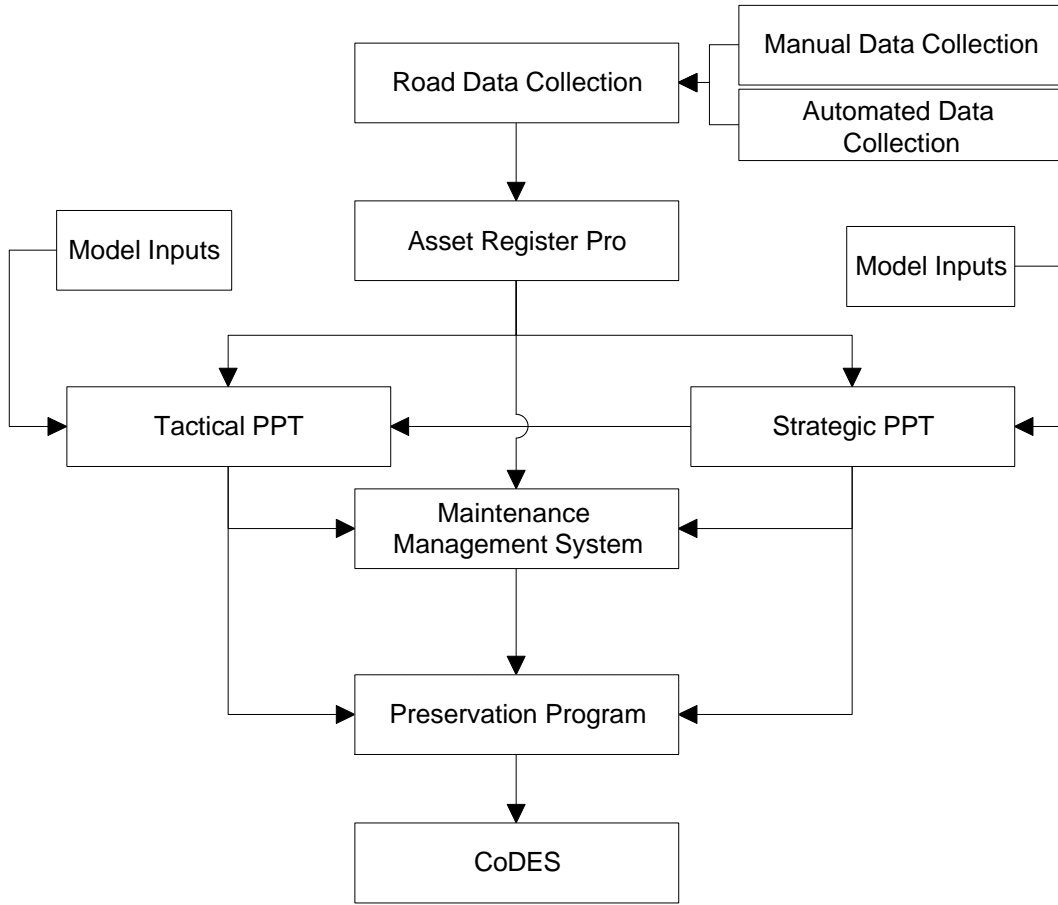 Manual Data Collection
Road Data Collection
Automated Data
Collection
Asset Register Pro
Model Inputs
Model Inputs
Tactical PPT
Strategic PPT
Maintenance
Management System
Preservation Program
CoDES